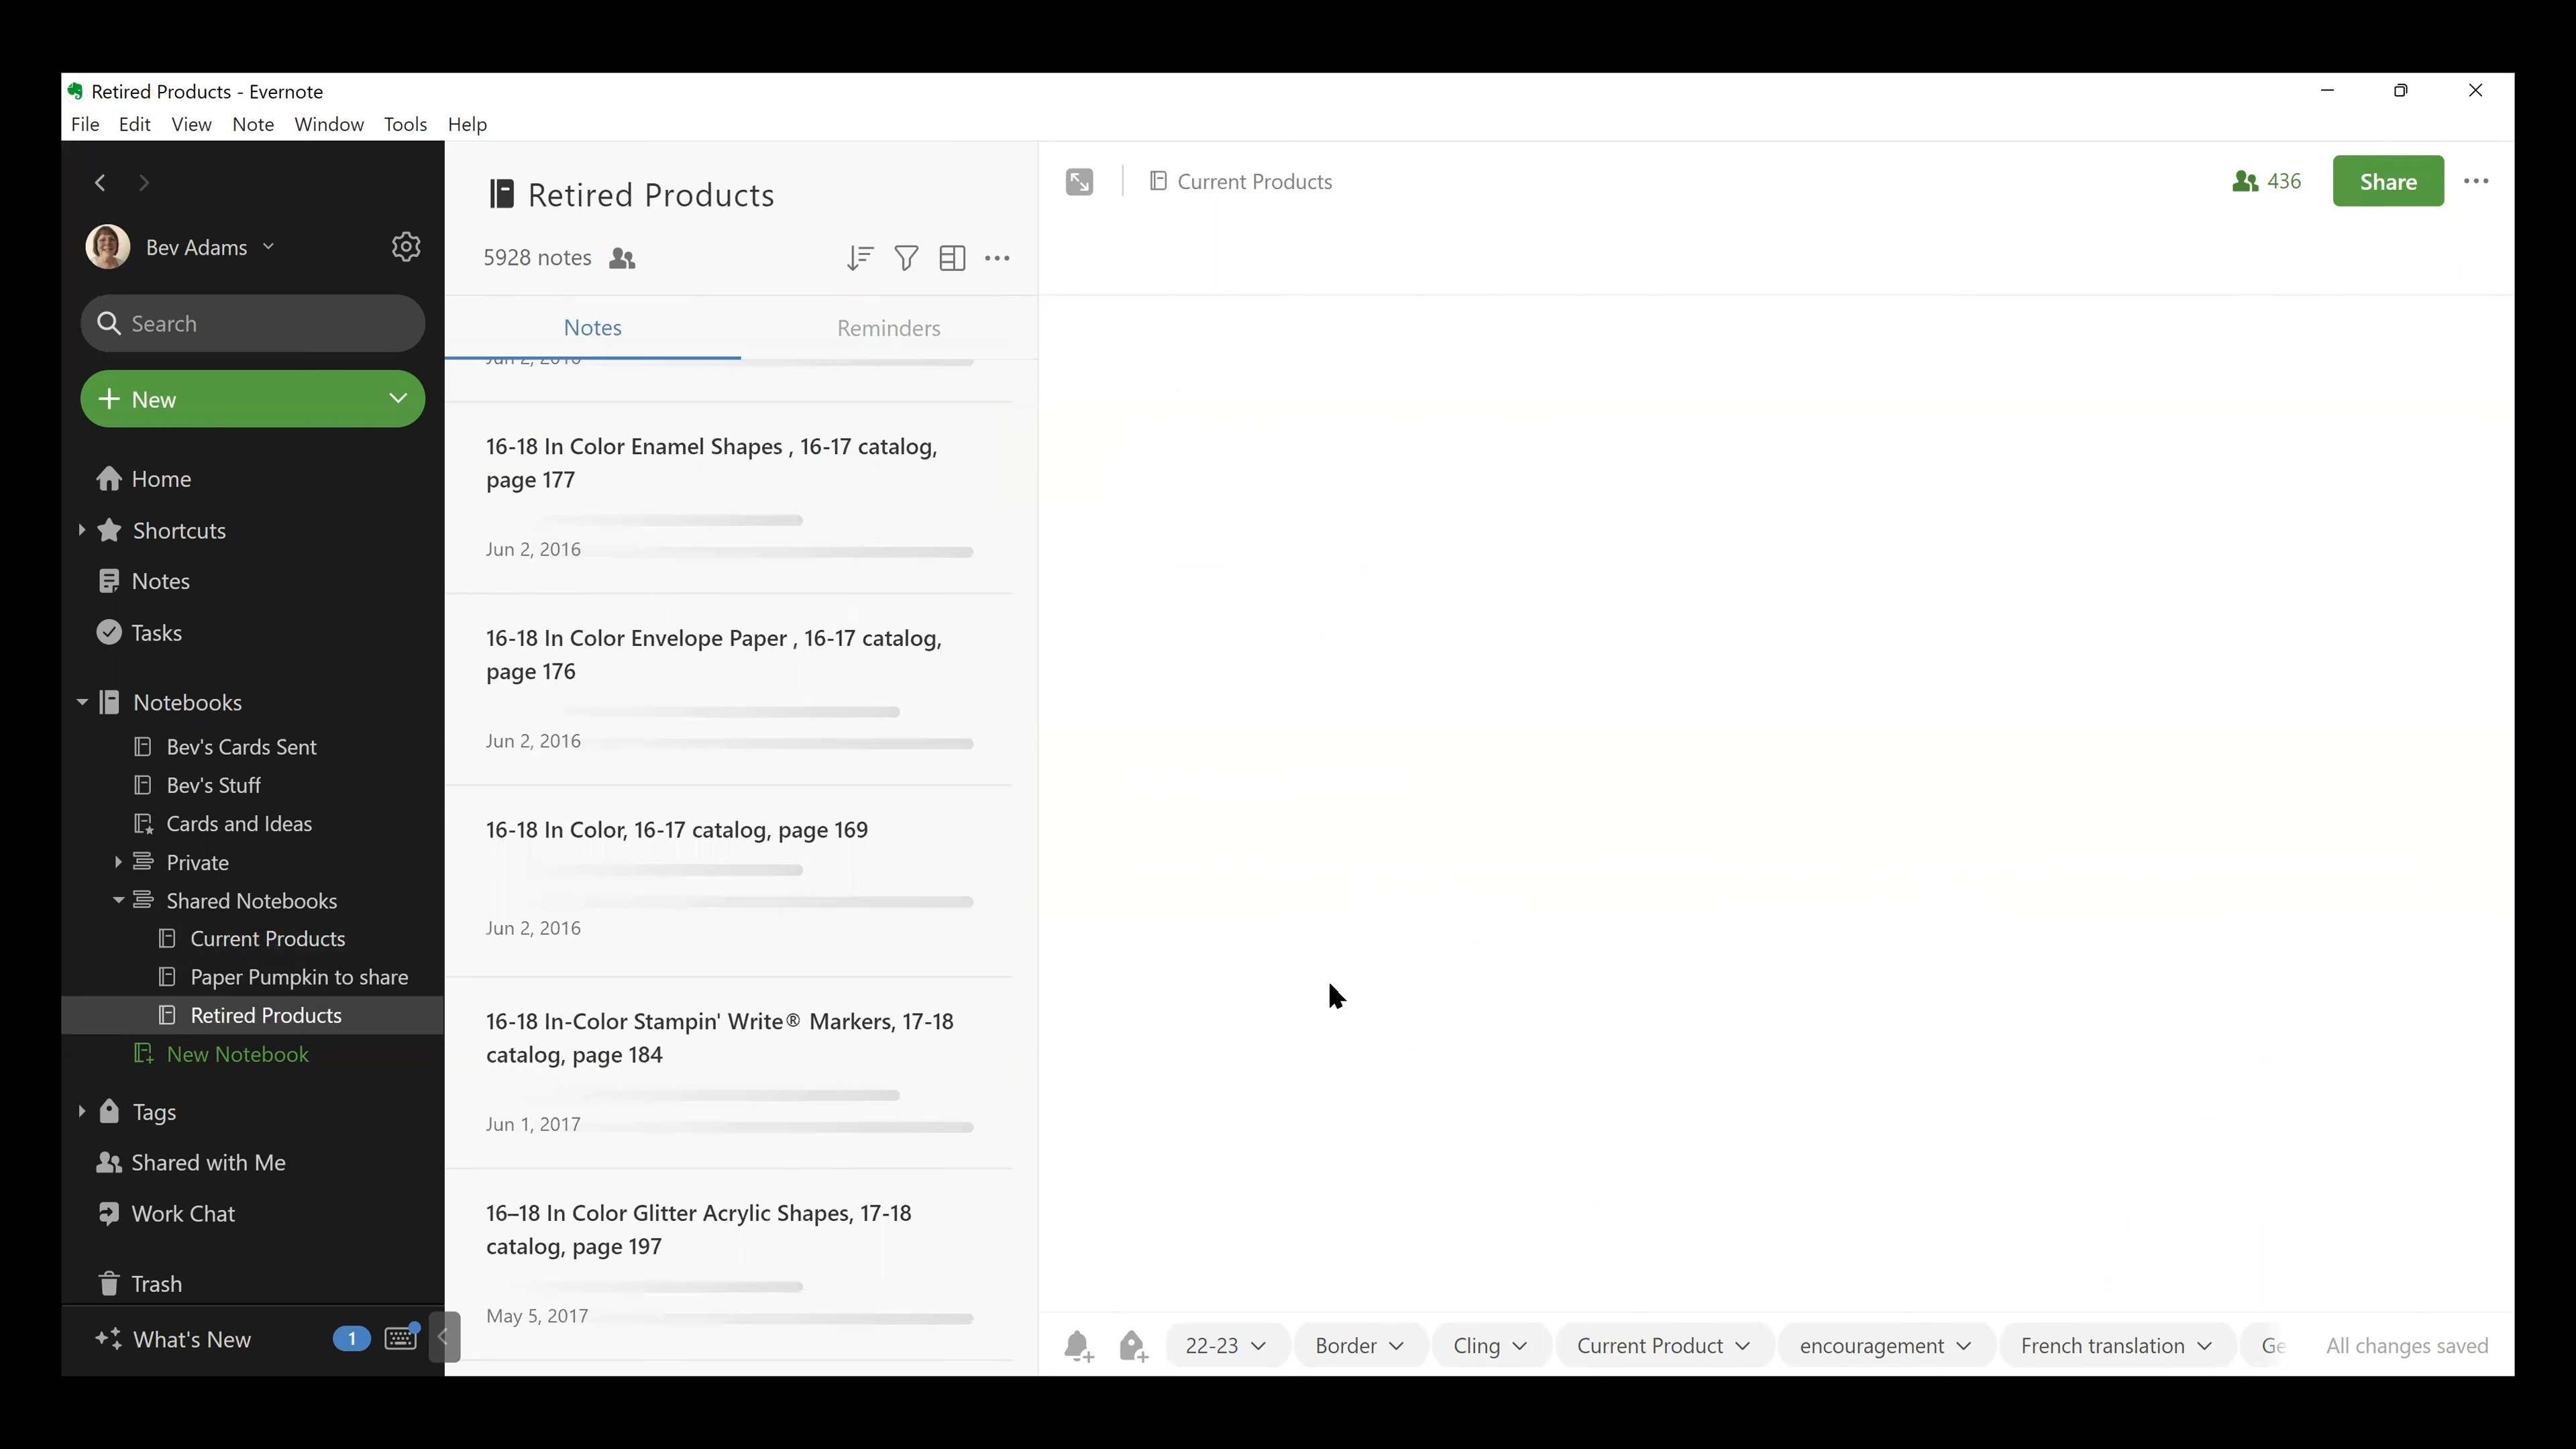 Retired Products - Evernote
File Edit View Note Window Tools Help
Bev Adams
Search
New
Home
Shortcuts
Notes
Tasks
Notebooks
Bev's Cards Sent
Bev's Stuff
Cards and Ideas
Private
Shared Notebooks
Current Products
Paper Pumpkin to share
Retired Products
New Notebook
Tags
Shared with Me
Work Chat
Trash
What's New 1
Retired Products
5928 notes
Notes Reminders
16-18 In Color Enamel Shapes , 16-17 catalog,
page 177
Jun 2, 2016
16-18 In Color Envelope Paper , 16-17 catalog,
page 176
Jun 2, 2016
16-18 In Color, 16-17 catalog, page 169
Jun 2, 2016
16-18 In-Color Stampin' Write® Markers, 17-18
catalog, page 184
Jun 1, 2017
16–18 In Color Glitter Acrylic Shapes, 17-18
catalog, page 197
May 5, 2017
Current Products 436 Share
22-23 Border Cling Current Product encouragement French translation Ge All changes saved